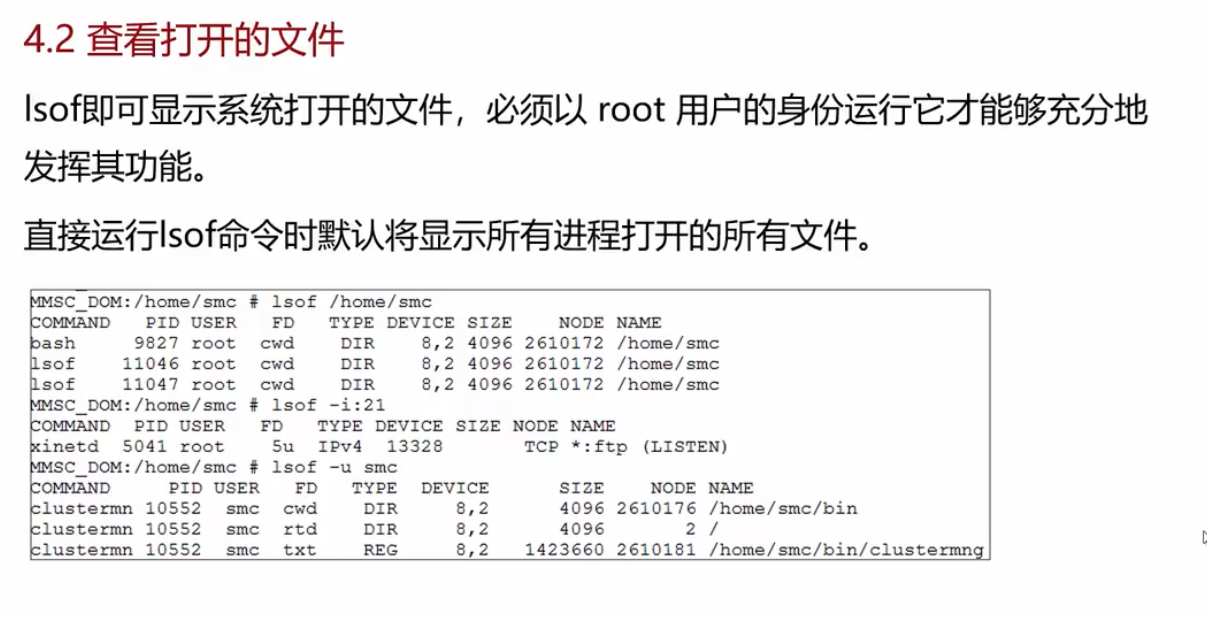 4.2 查看打开的文件
lsof即可显示系统打开的文件，必须以 root 用户的身份运行它才能够充分地
发挥其功能。
直接运行lsof命令时默认将显示所有进程打开的所有文件。
MMSC_DOM:/home/smc # lsof /home/smc
COMMAND   PID USER   FD   TYPE DEVICE SIZE    NODE NAME
bash     9827 root  cwd    DIR    8,2 4096 2610172 /home/smc
lsof    11046 root  cwd    DIR    8,2 4096 2610172 /home/smc
lsof    11047 root  cwd    DIR    8,2 4096 2610172 /home/smc
MMSC_DOM:/home/smc # lsof -i:21
COMMAND  PID USER   FD   TYPE DEVICE SIZE NODE NAME
xinetd  5041 root    5u  IPv4  13328       TCP *:ftp (LISTEN)
MMSC_DOM:/home/smc # lsof -u smc
COMMAND     PID USER   FD   TYPE  DEVICE      SIZE    NODE NAME
clustermn 10552  smc  cwd    DIR     8,2      4096 2610176 /home/smc/bin
clustermn 10552  smc  rtd    DIR     8,2      4096       2 /
clustermn 10552  smc  txt    REG     8,2   1423660 2610181 /home/smc/bin/clustermng